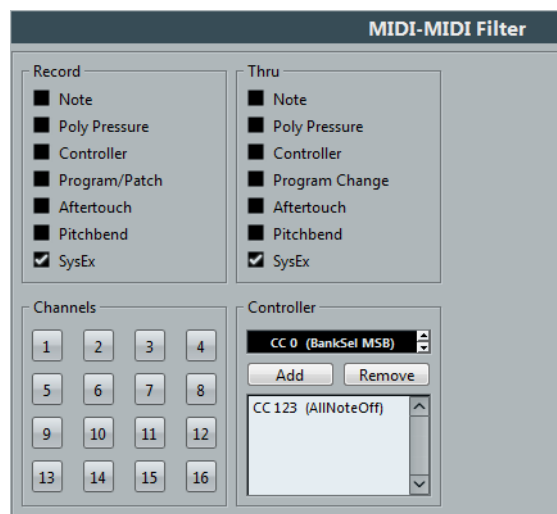 MIDI-MIDI Filter
Record
Note
Poly Pressure
Controller
Program/Patch
Aftertouch
Pitchbend
SysEx
Thru
Note
Poly Pressure
Controller
Program Change
Aftertouch
Pitchbend
SysEx
Channels
1 2 3 4
5 6 7 8
9 10 11 12
13 14 15 16
Controller
CC 0 (BankSel MSB)
Add Remove
CC 123 (AllNoteOff)